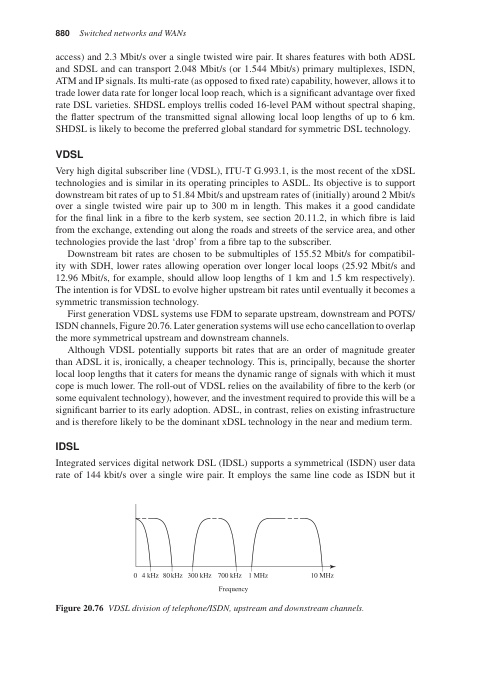 880 Switched networks and WANs
access) and 2.3 Mbit/s over a single twisted wire pair. It shares features with both ADSL
and SDSL and can transport 2.048 Mbit/s (or 1.544 Mbit/s) primary multiplexes, ISDN,
ATM and IP signals. Its multi-rate (as opposed to fixed rate) capability, however, allows it to
trade lower data rate for longer local loop reach, which is a significant advantage over fixed
rate DSL varieties. SHDSL employs trellis coded 16-level PAM without spectral shaping,
the flatter spectrum of the transmitted signal allowing local loop lengths of up to 6 km.
SHDSL is likely to become the preferred global standard for symmetric DSL technology.
VDSL
Very high digital subscriber line (VDSL), ITU-T G.993.1, is the most recent of the xDSL
technologies and is similar in its operating principles to ASDL. Its objective is to support
downstream bit rates of up to 51.84 Mbit/s and upstream rates of (initially) around 2 Mbit/s
over a single twisted wire pair up to 300 m in length. This makes it a good candidate
for the final link in a fibre to the kerb system, see section 20.11.2, in which fibre is laid
from the exchange, extending out along the roads and streets of the service area, and other
technologies provide the last ‘drop’ from a fibre tap to the subscriber.
Downstream bit rates are chosen to be submultiples of 155.52 Mbit/s for compatibil-
ity with SDH, lower rates allowing operation over longer local loops (25.92 Mbit/s and
12.96 Mbit/s, for example, should allow loop lengths of 1 km and 1.5 km respectively).
The intention is for VDSL to evolve higher upstream bit rates until eventually it becomes a
symmetric transmission technology.
First generation VDSL systems use FDM to separate upstream, downstream and POTS/
ISDN channels, Figure 20.76. Later generation systems will use echo cancellation to overlap
the more symmetrical upstream and downstream channels.
Although VDSL potentially supports bit rates that are an order of magnitude greater
than ADSL it is, ironically, a cheaper technology. This is, principally, because the shorter
local loop lengths that it caters for means the dynamic range of signals with which it must
cope is much lower. The roll-out of VDSL relies on the availability of fibre to the kerb (or
some equivalent technology), however, and the investment required to provide this will be a
significant barrier to its early adoption. ADSL, in contrast, relies on existing infrastructure
and is therefore likely to be the dominant xDSL technology in the near and medium term.
IDSL
Integrated services digital network DSL (IDSL) supports a symmetrical (ISDN) user data
rate of 144 kbit/s over a single wire pair. It employs the same line code as ISDN but it
0 4 kHz 80 kHz 300 kHz 700 kHz 1 MHz 10 MHz
Frequency
Figure 20.76 VDSL division of telephone/ISDN, upstream and downstream channels.